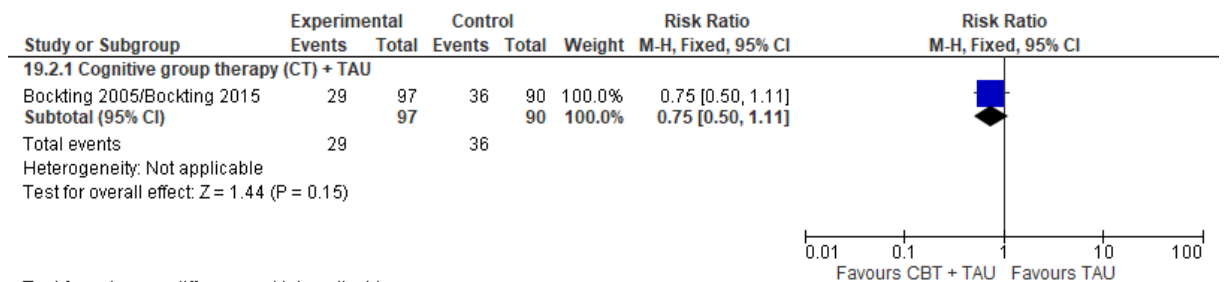 Experimental Control Risk Ratio Risk Ratio
Study or Subgroup Events Total Events Total Weight M-H, Fixed, 95% CI M-H, Fixed, 95% CI
19.2.1 Cognitive group therapy (CT) + TAU
Bockting 2005/Bockting 2015 29 97 36 90 100.0% 0.75 [0.50, 1.11]
Subtotal (95% CI) 97 90 100.0% 0.75 [0.50, 1.11]
Total events 29 36
Heterogeneity: Not applicable
Test for overall effect: Z = 1.44 (P = 0.15)
0.01 0.1 1 10 100
Favours CBT + TAU Favours TAU